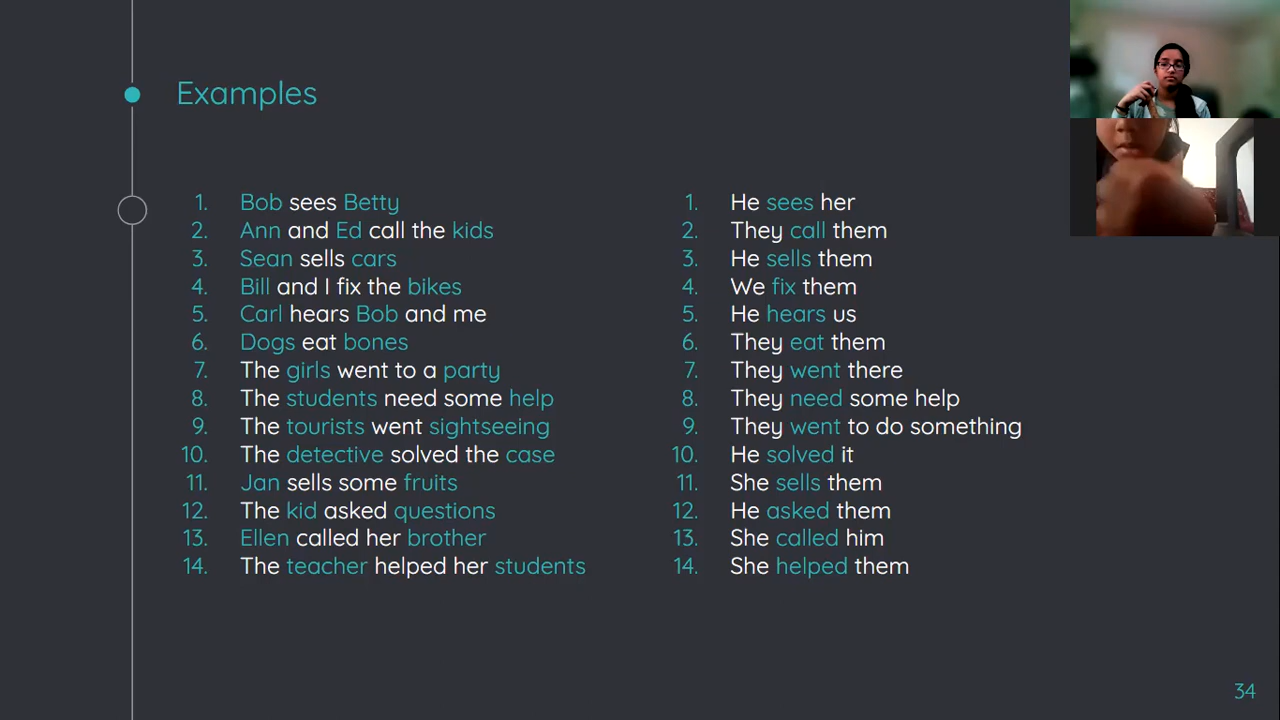 Examples
1. Bob sees Betty
2. Ann and Ed call the kids
3. Sean sells cars
4. Bill and I fix the bikes
5. Carl hears Bob and me
6. Dogs eat bones
7. The girls went to a party
8. The students need some help
9. The tourists went sightseeing
10. The detective solved the case
11. Jan sells some fruits
12. The kid asked questions
13. Ellen called her brother
14. The teacher helped her students
1. He sees her
2. They call them
3. He sells them
4. We fix them
5. He hears us
6. They eat them
7. They went there
8. They need some help
9. They went to do something
10. He solved it
11. She sells them
12. He asked them
13. She called him
14. She helped them
34